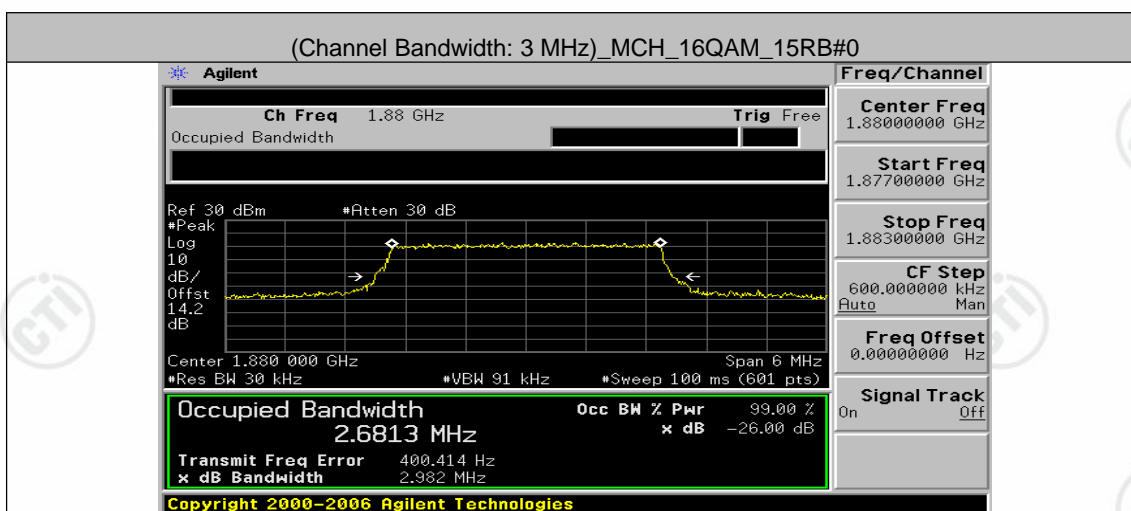 (Channel Bandwidth: 3 MHz)_MCH_16QAM_15RB#0
Agilent
Freq/Channel
Ch Freq 1.88 GHz Trig Free
Occupied Bandwidth
Center Freq
1.88000000 GHz
Start Freq
1.87700000 GHz
Stop Freq
1.88300000 GHz
CF Step
600.000000 kHz
Auto Man
Freq Offset
0.00000000 Hz
Signal Track
On Off
Ref 30 dBm #Atten 30 dB
#Peak
Log
10
dB/
Offst
14.2
dB
Center 1.880 000 GHz Span 6 MHz
#Res BW 30 kHz #VBW 91 kHz #Sweep 100 ms (601 pts)
Occupied Bandwidth Occ BW % Pwr 99.00 %
2.6813 MHz x dB -26.00 dB
Transmit Freq Error 400.414 Hz
x dB Bandwidth 2.982 MHz
Copyright 2000-2006 Agilent Technologies
CTI
CTI